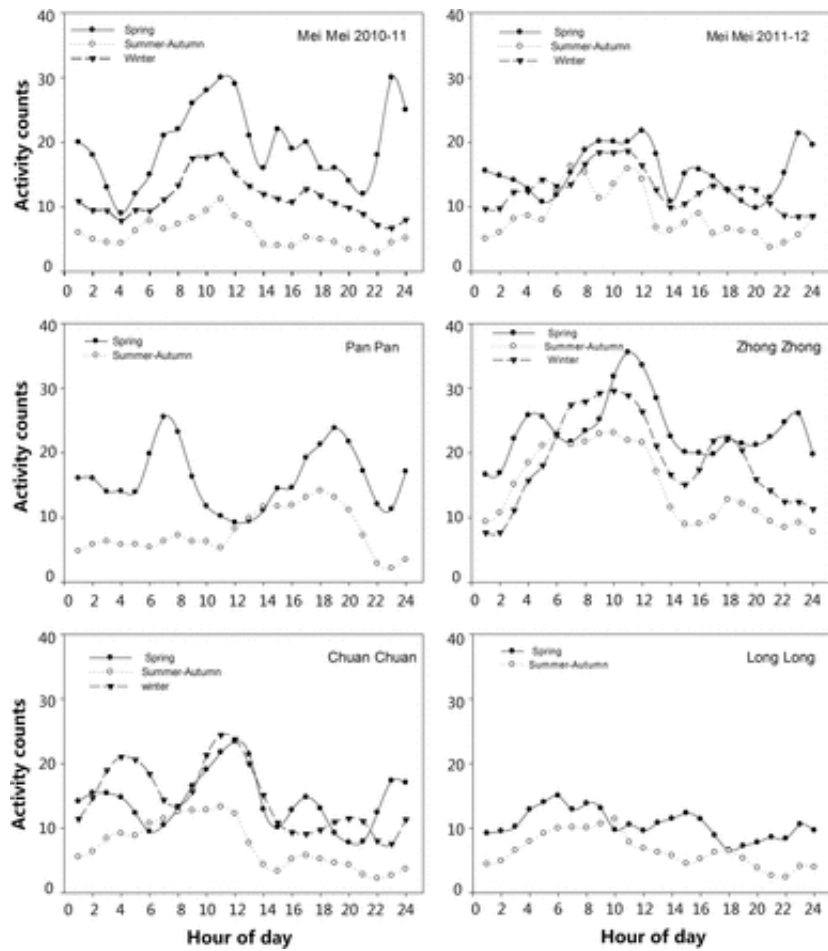 Mei Mei 2010-11
Spring
Summer-Autumn
Winter
Activity counts
40
30
20
10
0
0 2 4 6 8 10 12 14 16 18 20 22 24
Mei Mei 2011-12
Spring
Summer-Autumn
Winter
40
30
20
10
0
0 2 4 6 8 10 12 14 16 18 20 22 24
Pan Pan
Spring
Summer-Autumn
Activity counts
40
30
20
10
0
0 2 4 6 8 10 12 14 16 18 20 22 24
Zhong Zhong
Spring
Summer-Autumn
Winter
40
30
20
10
0
0 2 4 6 8 10 12 14 16 18 20 22 24
Chuan Chuan
Spring
Summer-Autumn
winter
Activity counts
40
30
20
10
0
0 2 4 6 8 10 12 14 16 18 20 22 24
Hour of day
Long Long
Spring
Summer-Autumn
40
30
20
10
0
0 2 4 6 8 10 12 14 16 18 20 22 24
Hour of day